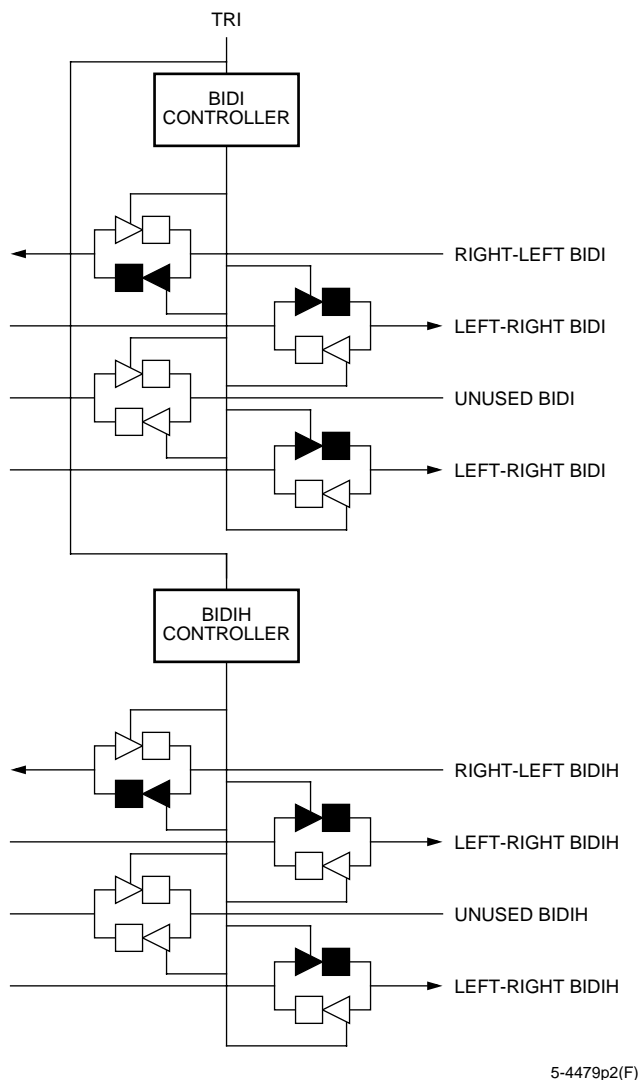 TRI
BIDI
CONTROLLER
RIGHT-LEFT BIDI
LEFT-RIGHT BIDI
UNUSED BIDI
LEFT-RIGHT BIDI
BIDIH
CONTROLLER
RIGHT-LEFT BIDIH
LEFT-RIGHT BIDIH
UNUSED BIDIH
LEFT-RIGHT BIDIH
5-4479p2(F)